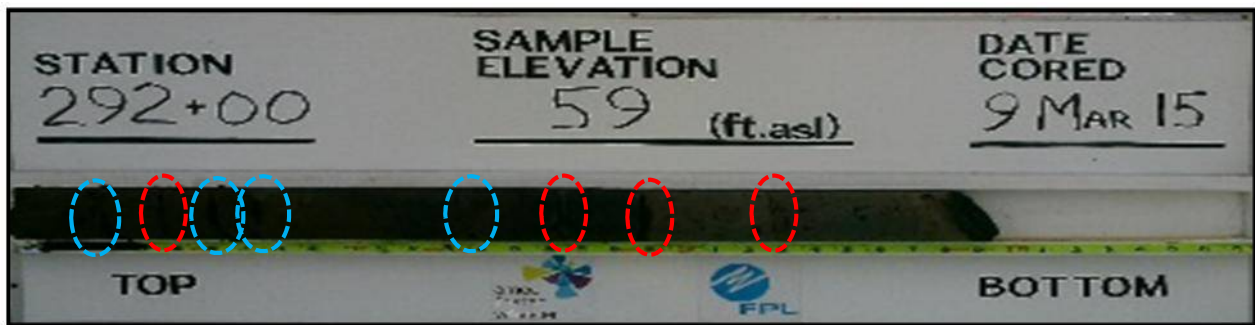 STATION
292+00
SAMPLE
ELEVATION
59 (ft.asl)
DATE
CORED
9 MAR 15
TOP
FPL
BOTTOM